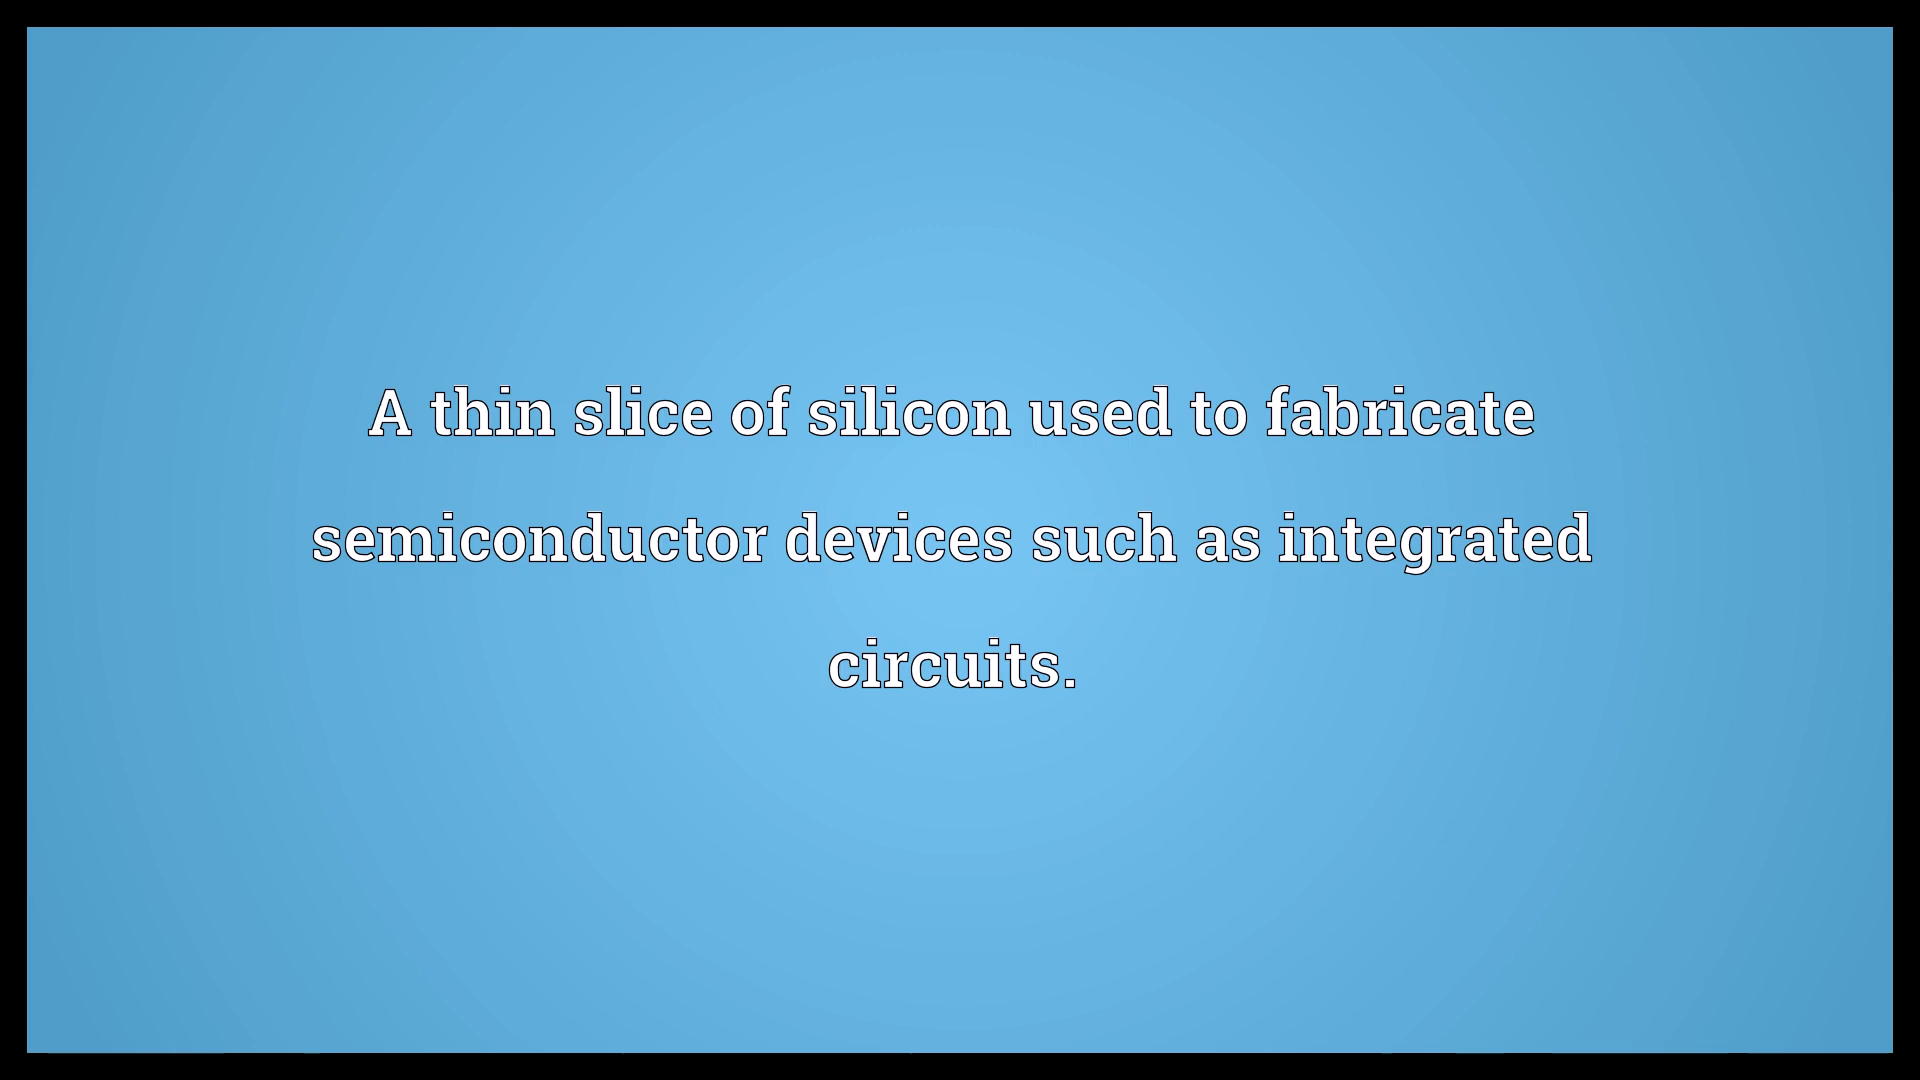 A thin slice of silicon used to fabricate
semiconductor devices such as integrated
circuits.